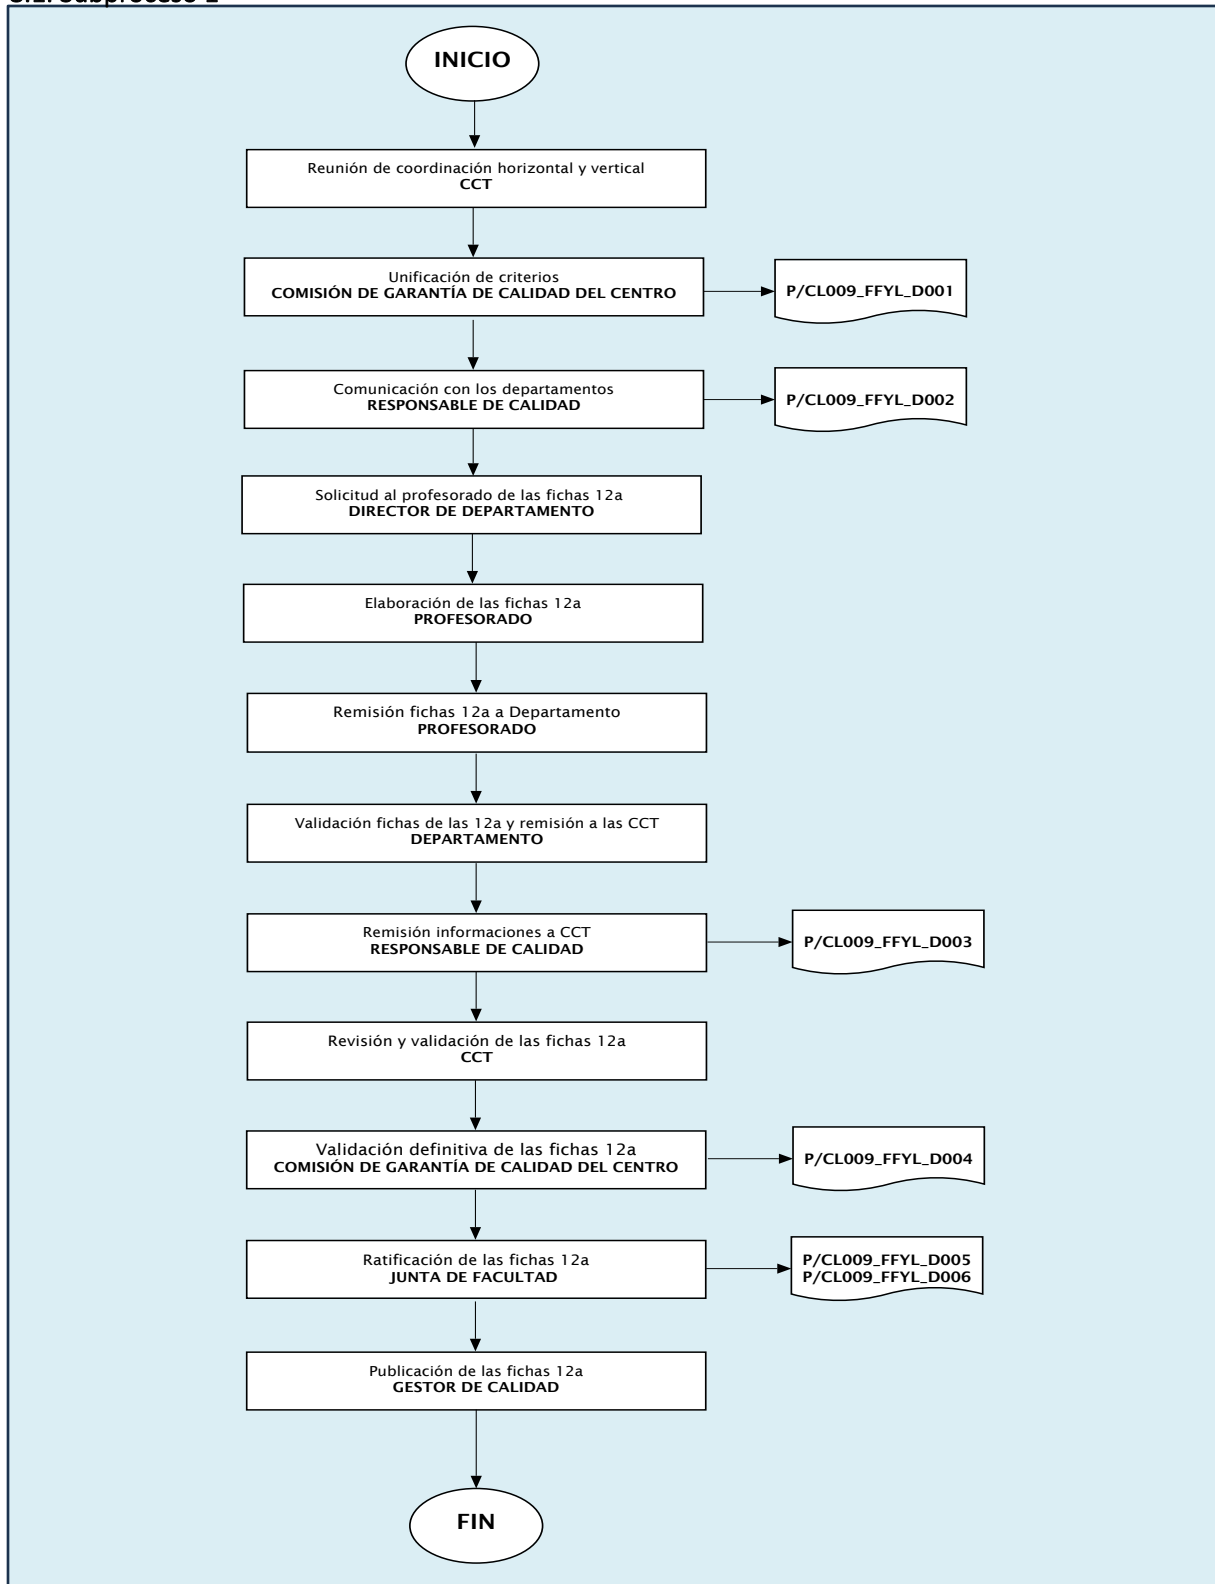 INICIO
Reunión de coordinación horizontal y vertical
CCT
Unificación de criterios
COMISIÓN DE GARANTÍA DE CALIDAD DEL CENTRO
P/CL009_FFYL_D001
Comunicación con los departamentos
RESPONSABLE DE CALIDAD
P/CL009_FFYL_D002
Solicitud al profesorado de las fichas 12a
DIRECTOR DE DEPARTAMENTO
Elaboración de las fichas 12a
PROFESORADO
Remisión fichas 12a a Departamento
PROFESORADO
Validación fichas de las 12a y remisión a las CCT
DEPARTAMENTO
Remisión informaciones a CCT
RESPONSABLE DE CALIDAD
P/CL009_FFYL_D003
Revisión y validación de las fichas 12a
CCT
Validación definitiva de las fichas 12a
COMISIÓN DE GARANTÍA DE CALIDAD DEL CENTRO
P/CL009_FFYL_D004
Ratificación de las fichas 12a
JUNTA DE FACULTAD
P/CL009_FFYL_D005
P/CL009_FFYL_D006
Publicación de las fichas 12a
GESTOR DE CALIDAD
FIN